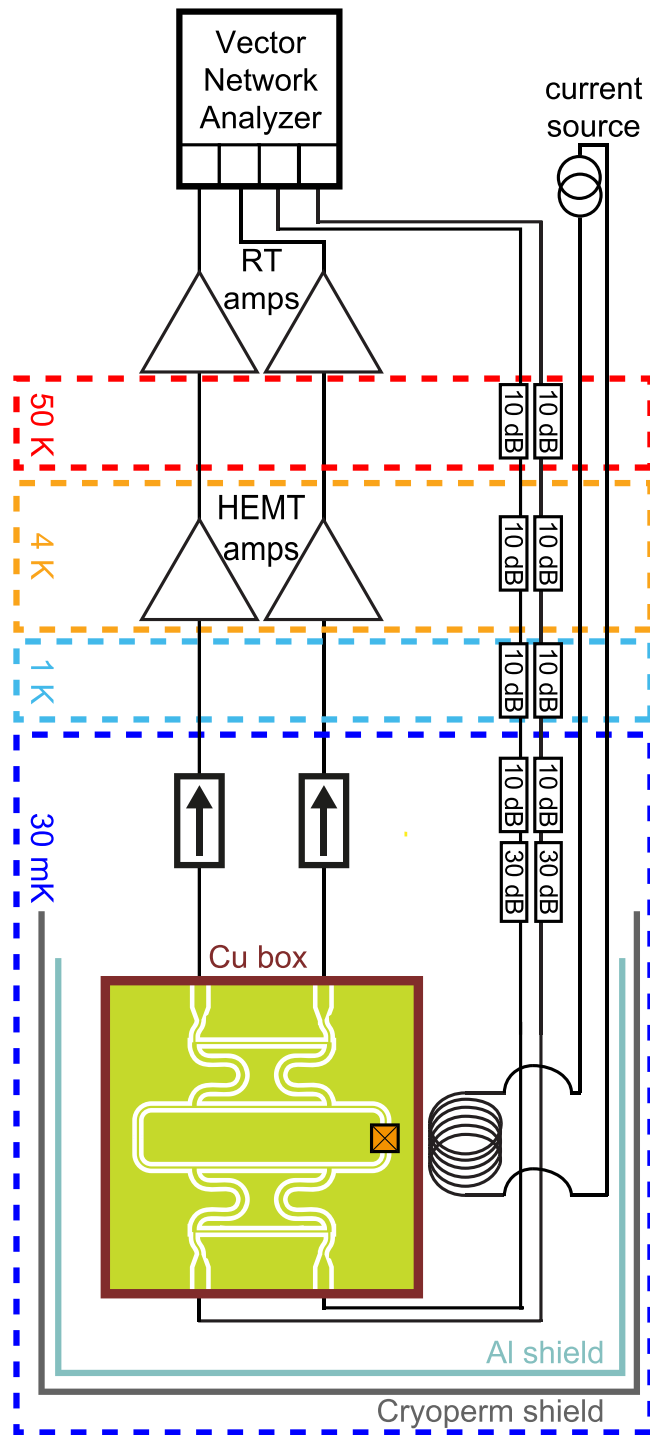 Vector
Network
Analyzer
current
source
RT
amps
50 K
10 dB
10 dB
HEMT
amps
4 K
10 dB
10 dB
1 K
10 dB
10 dB
30 mK
10 dB
10 dB
30 dB
30 dB
Cu box
Al shield
Cryoperm shield